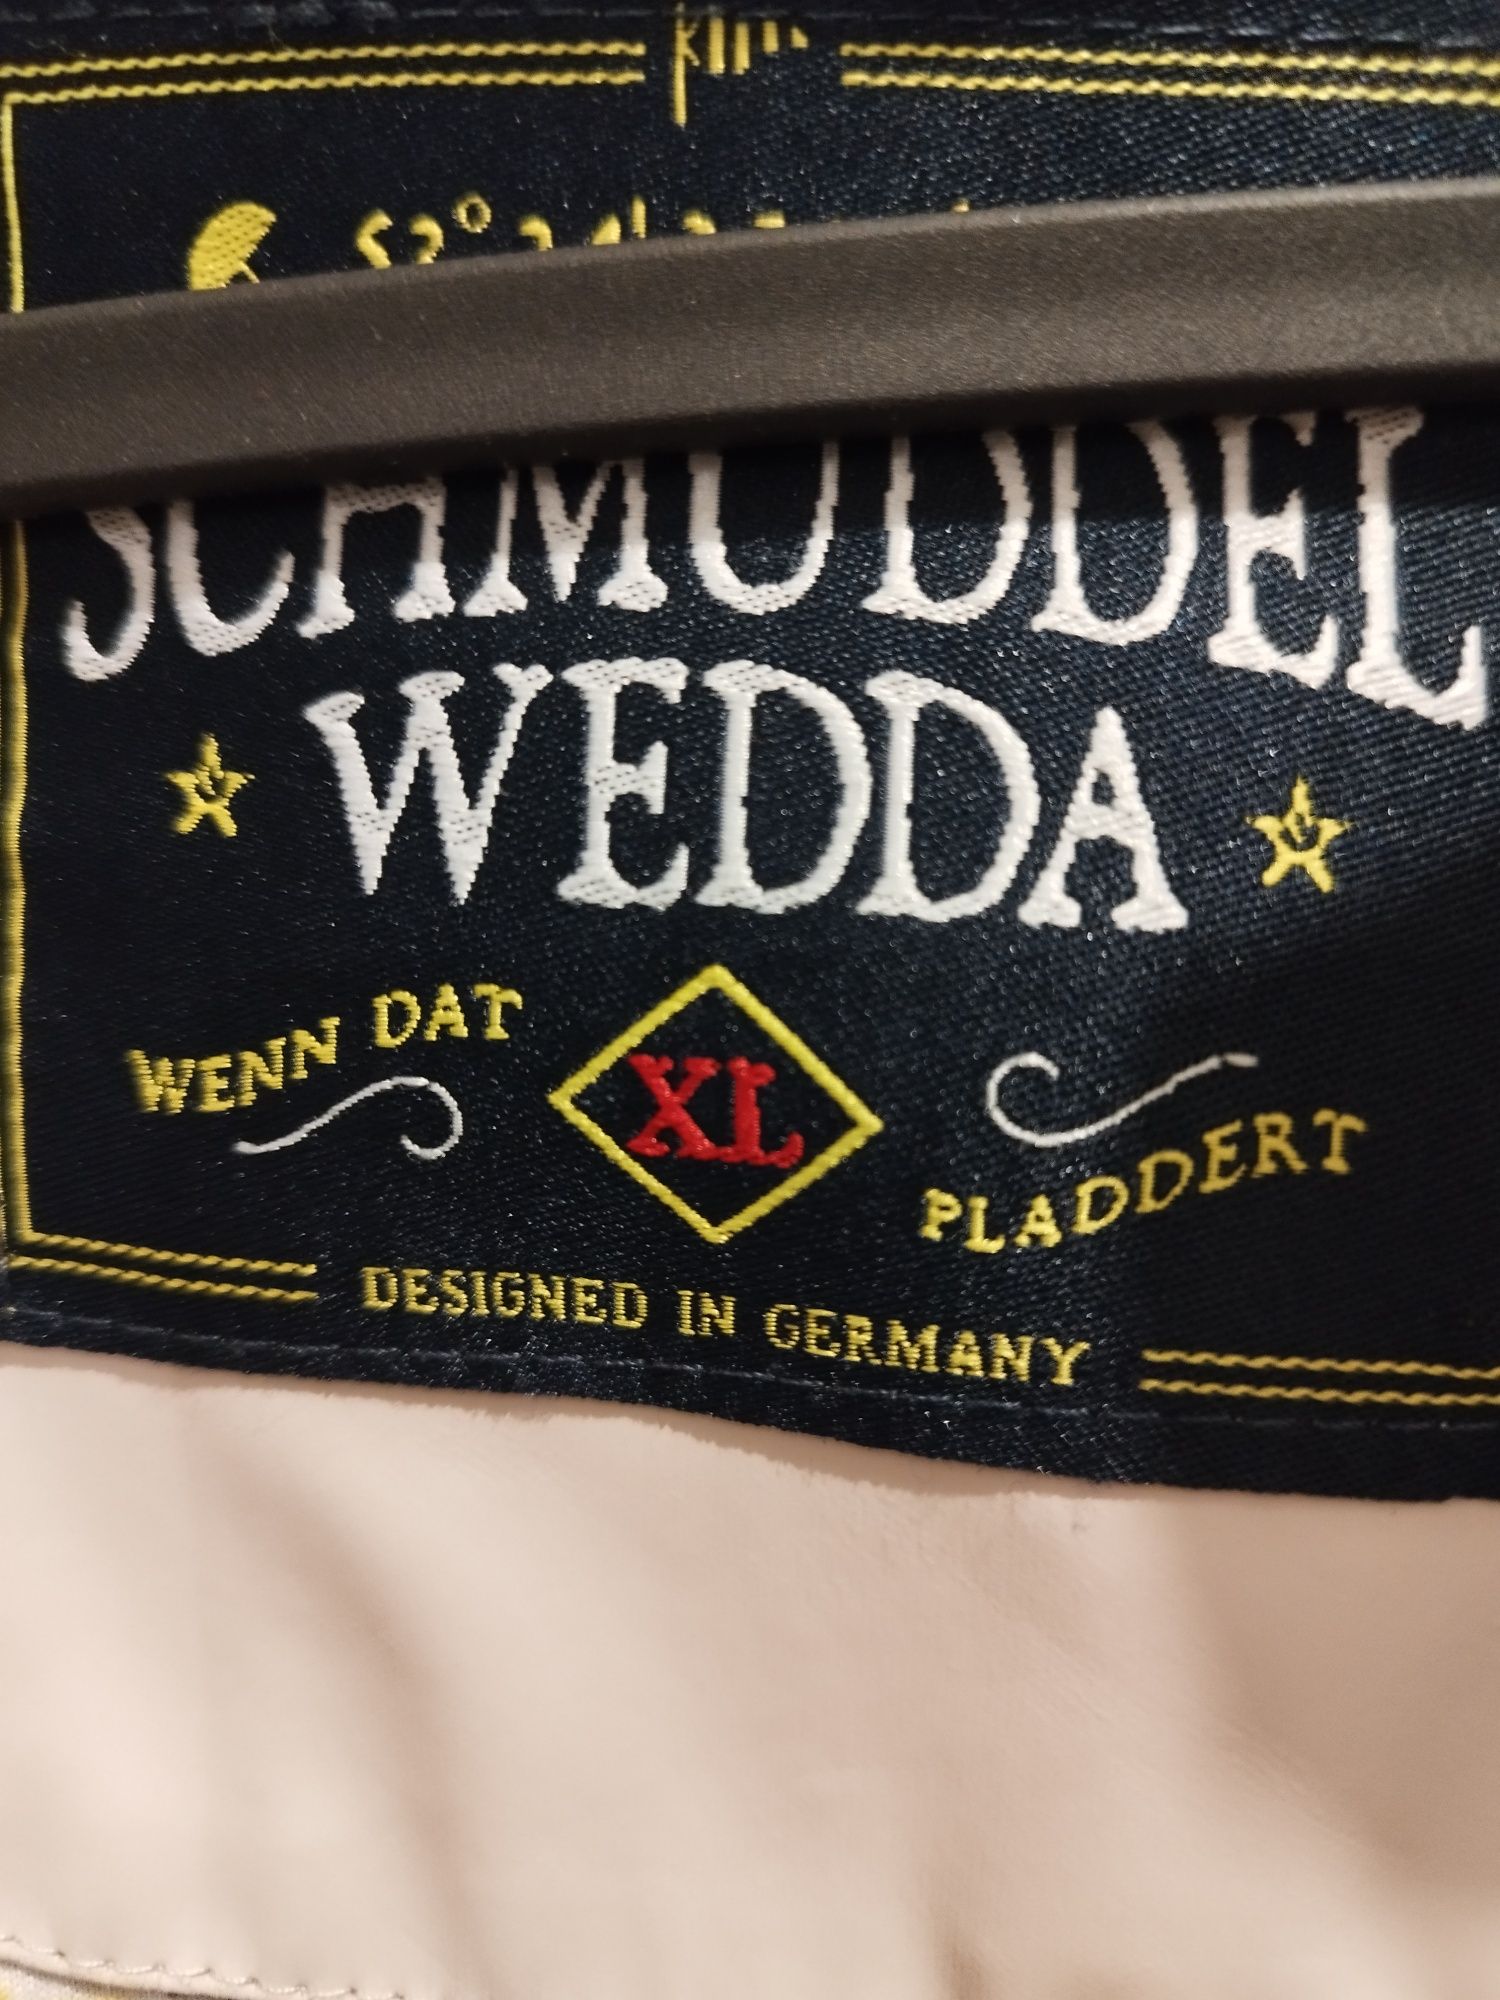 SCHMUDDEL
WEDDA
WENN DAT
XL
PLADDERT
DESIGNED IN GERMANY